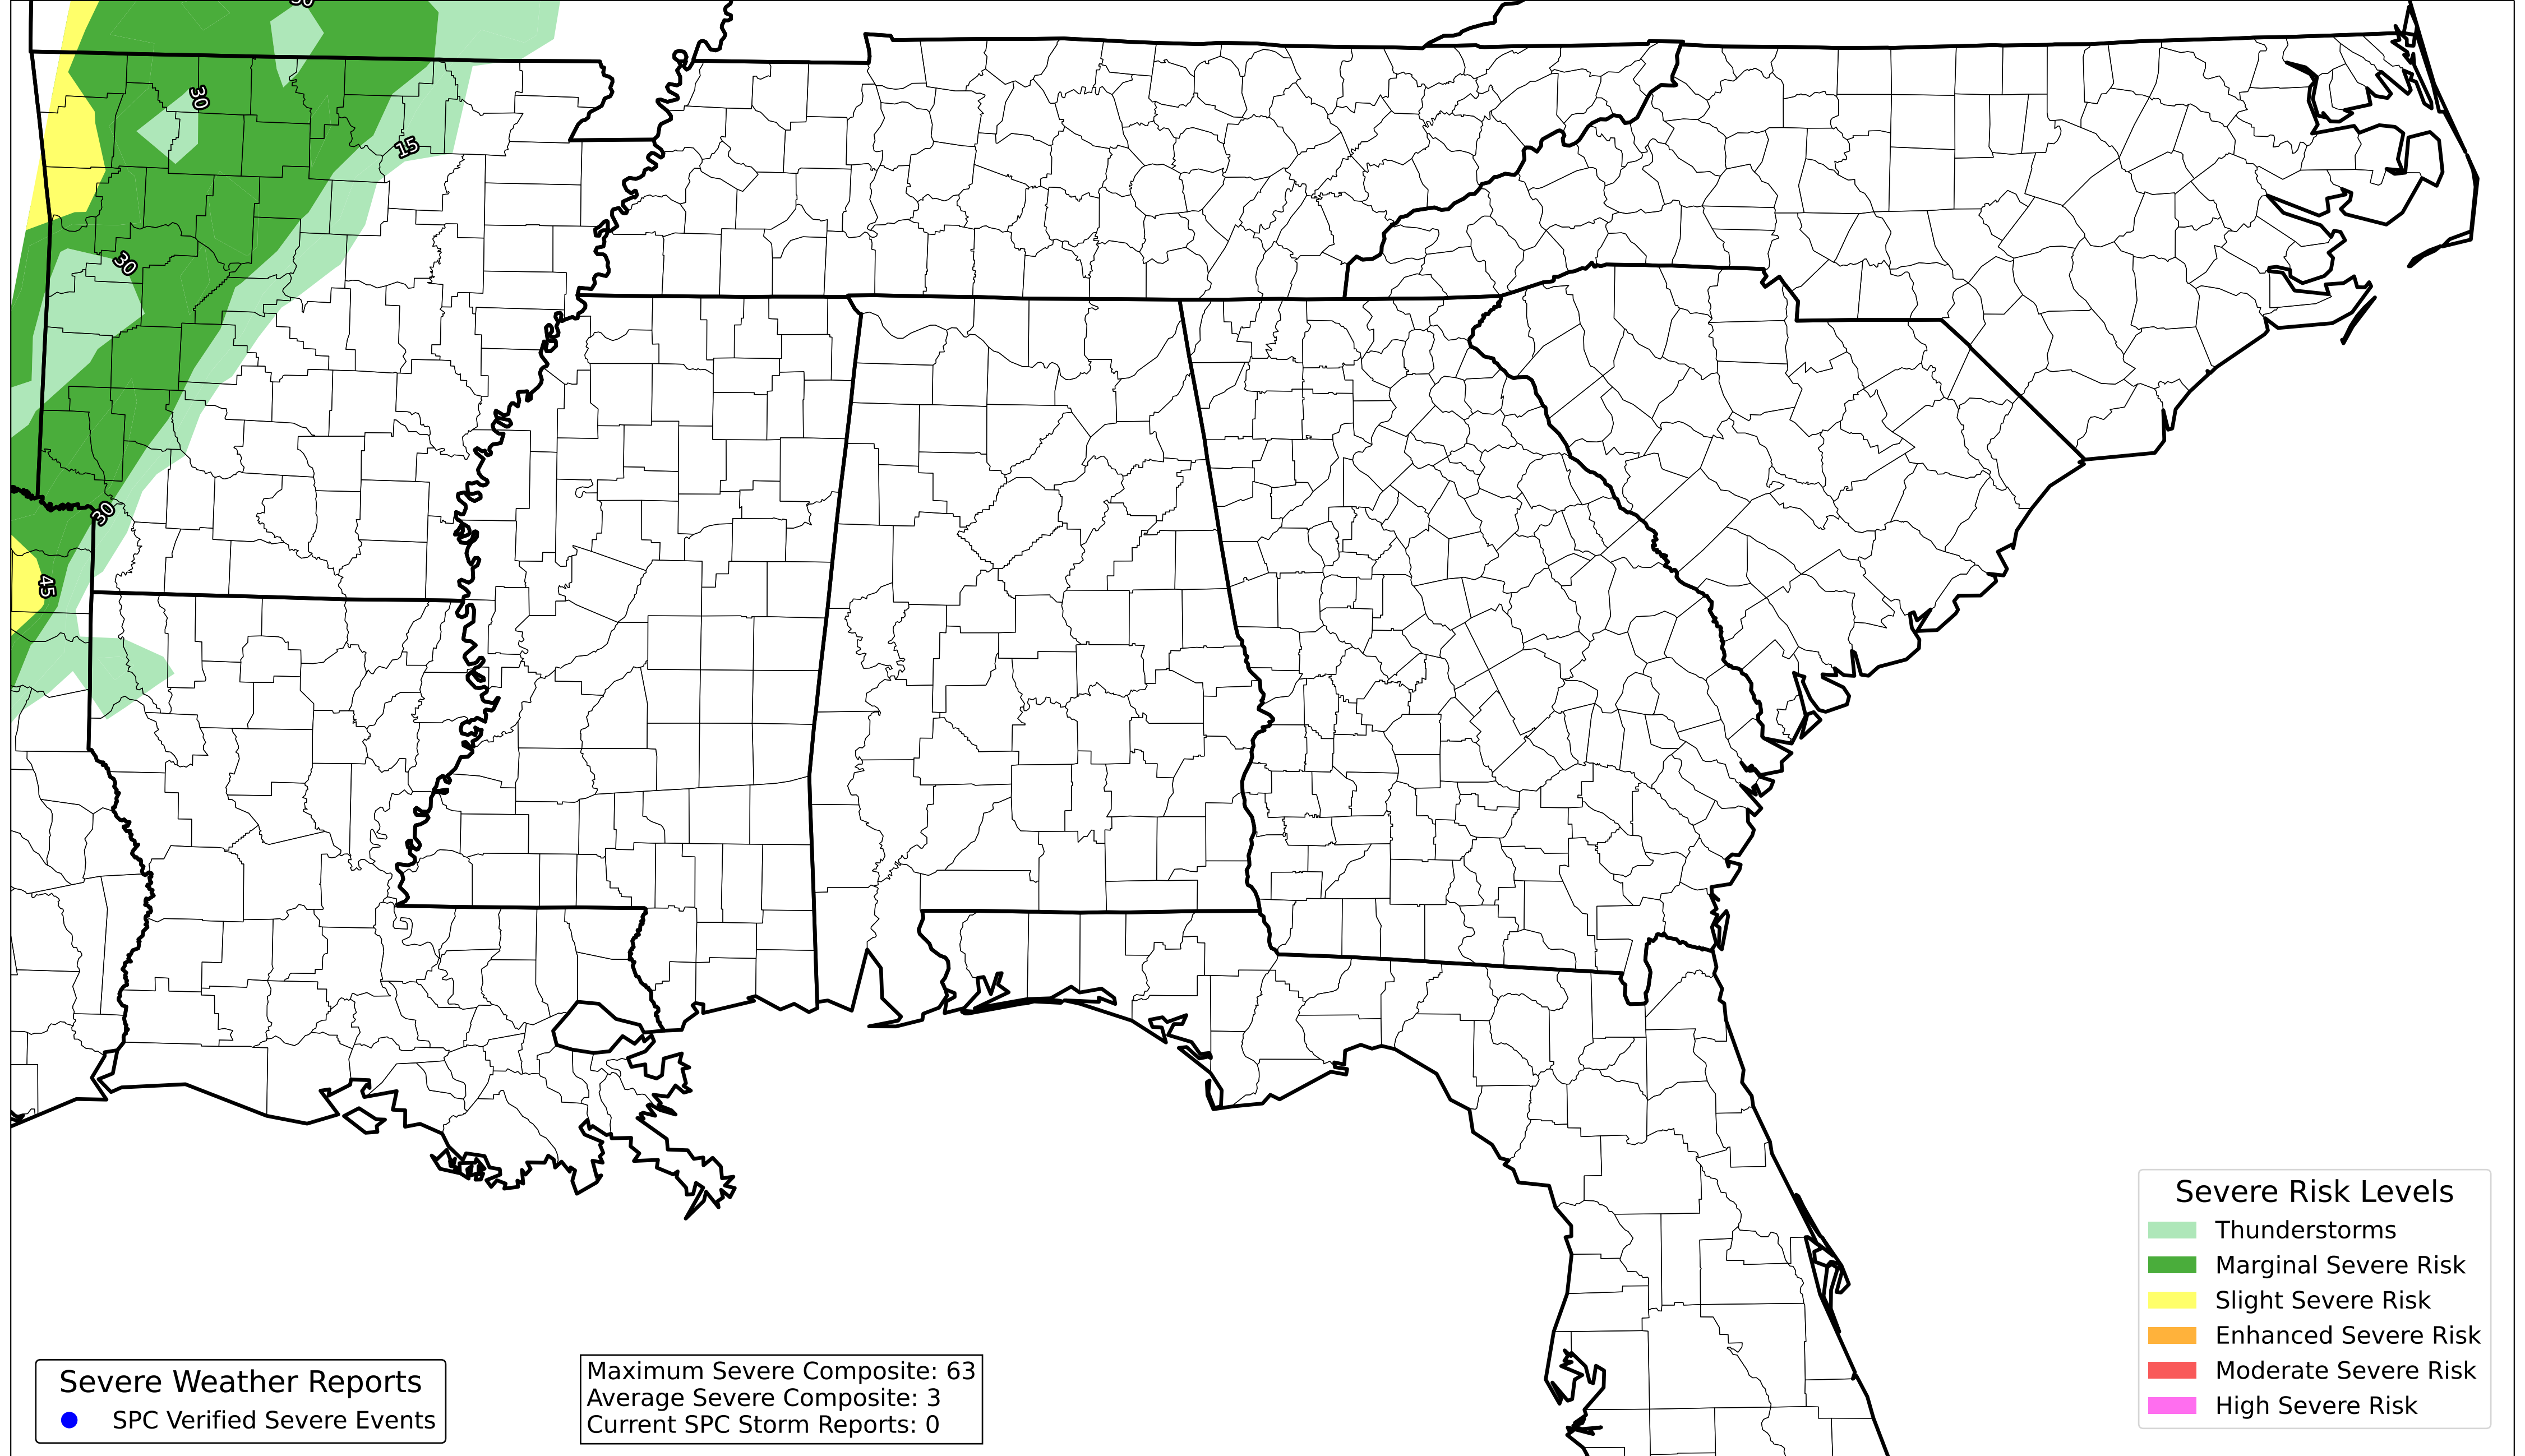 30
30
15
30
30
45
Severe Risk Levels
Thunderstorms
Marginal Severe Risk
Slight Severe Risk
Enhanced Severe Risk
Moderate Severe Risk
High Severe Risk
Severe Weather Reports
SPC Verified Severe Events
Maximum Severe Composite: 63
Average Severe Composite: 3
Current SPC Storm Reports: 0